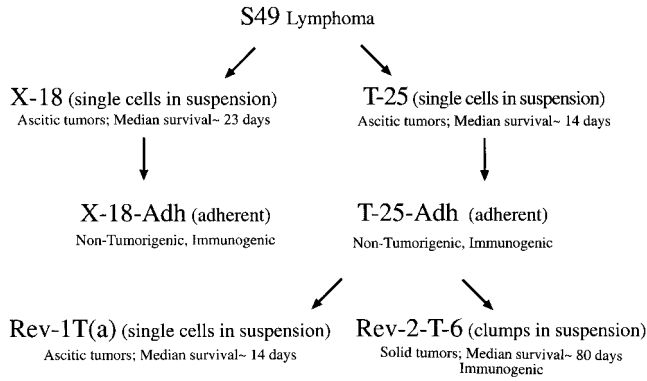 S49 Lymphoma
X-18 (single cells in suspension)
Ascitic tumors; Median survival~ 23 days
T-25 (single cells in suspension)
Ascitic tumors; Median survival~ 14 days
X-18-Adh (adherent)
Non-Tumorigenic, Immunogenic
T-25-Adh (adherent)
Non-Tumorigenic, Immunogenic
Rev-1T(a) (single cells in suspension)
Ascitic tumors; Median survival~ 14 days
Rev-2-T-6 (clumps in suspension)
Solid tumors; Median survival~ 80 days
Immunogenic